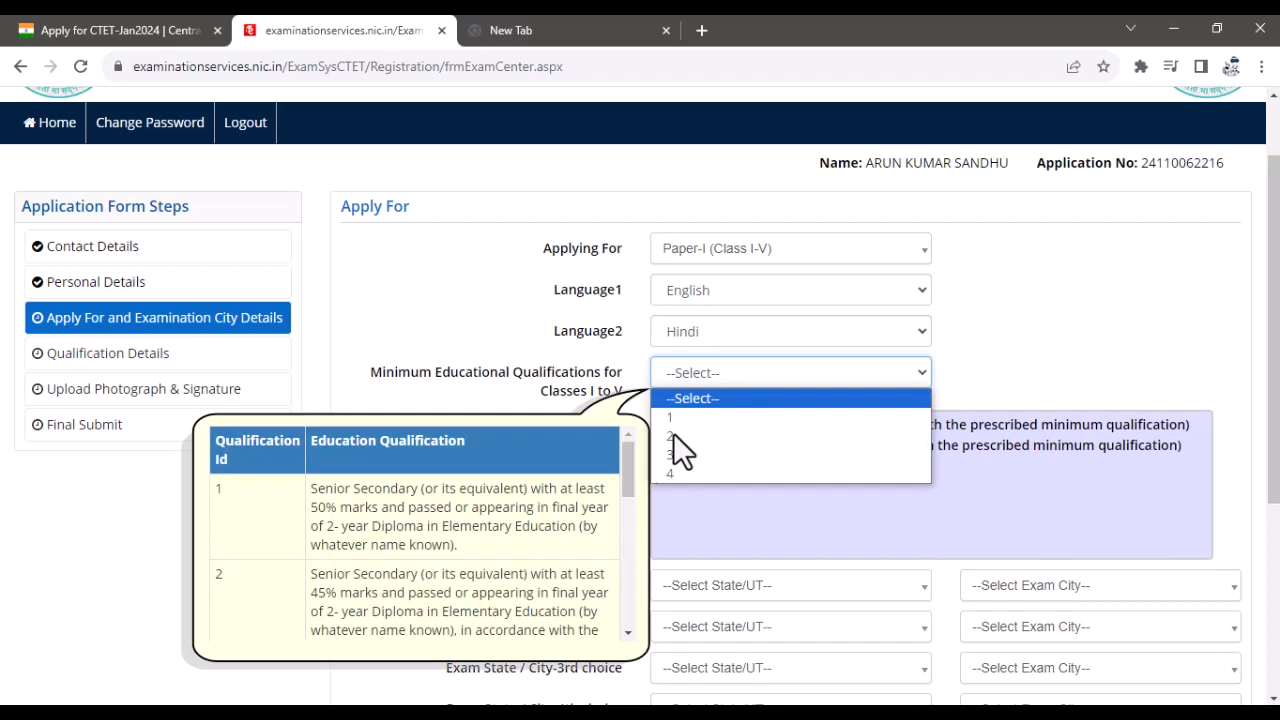 Apply for CTET-Jan2024 | Centra
examinationservices.nic.in/Exam
New Tab
examinationservices.nic.in/ExamSysCTET/Registration/frmExamCenter.aspx
Home
Change Password
Logout
Name: ARUN KUMAR SANDHU
Application No: 24110062216
Application Form Steps
Contact Details
Personal Details
Apply For and Examination City Details
Qualification Details
Upload Photograph & Signature
Final Submit
Apply For
Applying For
Paper-I (Class I-V)
Language1
English
Language2
Hindi
Minimum Educational Qualifications for
Classes I to V
--Select--
--Select--
1
2
3
4
th the prescribed minimum qualification)
the prescribed minimum qualification)
Qualification Id
Education Qualification
1
Senior Secondary (or its equivalent) with at least
50% marks and passed or appearing in final year
of 2- year Diploma in Elementary Education (by
whatever name known).
2
Senior Secondary (or its equivalent) with at least
45% marks and passed or appearing in final year
of 2- year Diploma in Elementary Education (by
whatever name known), in accordance with the
--Select State/UT--
--Select Exam City--
--Select State/UT--
--Select Exam City--
Exam State / City-3rd choice
--Select State/UT--
--Select Exam City--